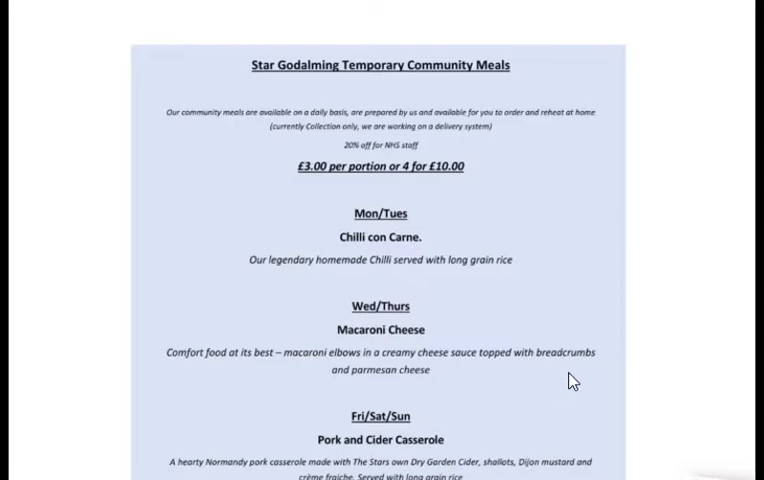 Star Godalming Temporary Community Meals
Our community meals are available on a daily basis, are prepared by us and available for you to order and reheat at home
(currently Collection only, we are working on a delivery system)
20% off for NHS staff
£3.00 per portion or 4 for £10.00
Mon/Tues
Chilli con Carne.
Our legendary homemade Chilli served with long grain rice
Wed/Thurs
Macaroni Cheese
Comfort food at its best – macaroni elbows in a creamy cheese sauce topped with breadcrumbs
and parmesan cheese
Fri/Sat/Sun
Pork and Cider Casserole
A hearty Normandy pork casserole made with The Stars own Dry Garden Cider, shallots, Dijon mustard and
crème fraiche. Served with long grain rice